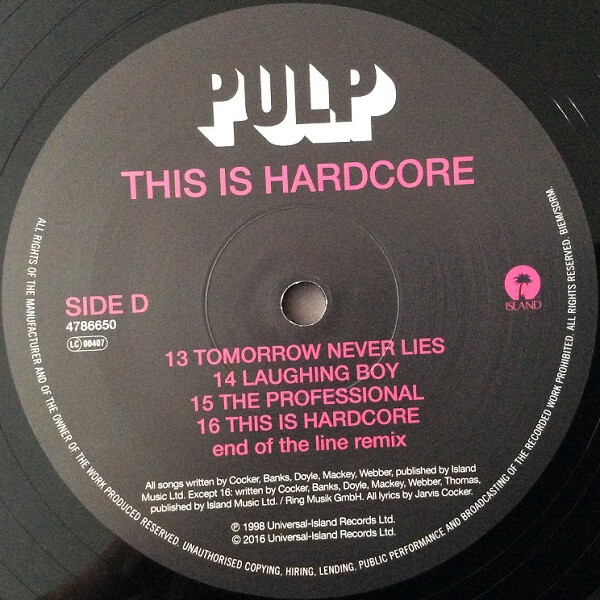 PULP
THIS IS HARDCORE
SIDE D
4786650
LC 00407
ISLAND
13 TOMORROW NEVER LIES
14 LAUGHING BOY
15 THE PROFESSIONAL
16 THIS IS HARDCORE
end of the line remix
All songs written by Cocker, Banks, Doyle, Mackey, Webber, published by Island
Music Ltd. Except 16: written by Cocker, Banks, Doyle, Mackey, Webber, Thomas,
published by Island Music Ltd. / Ring Musik GmbH. All lyrics by Jarvis Cocker.
℗ 1998 Universal-Island Records Ltd.
© 2016 Universal-Island Records Ltd.
ALL RIGHTS OF THE MANUFACTURER AND OF THE OWNER OF THE WORK PRODUCED RESERVED. UNAUTHORISED COPYING, HIRING, LENDING, PUBLIC PERFORMANCE AND BROADCASTING OF THE RECORDED WORK PROHIBITED. ALL RIGHTS RESERVED. BIEM/SDRM.